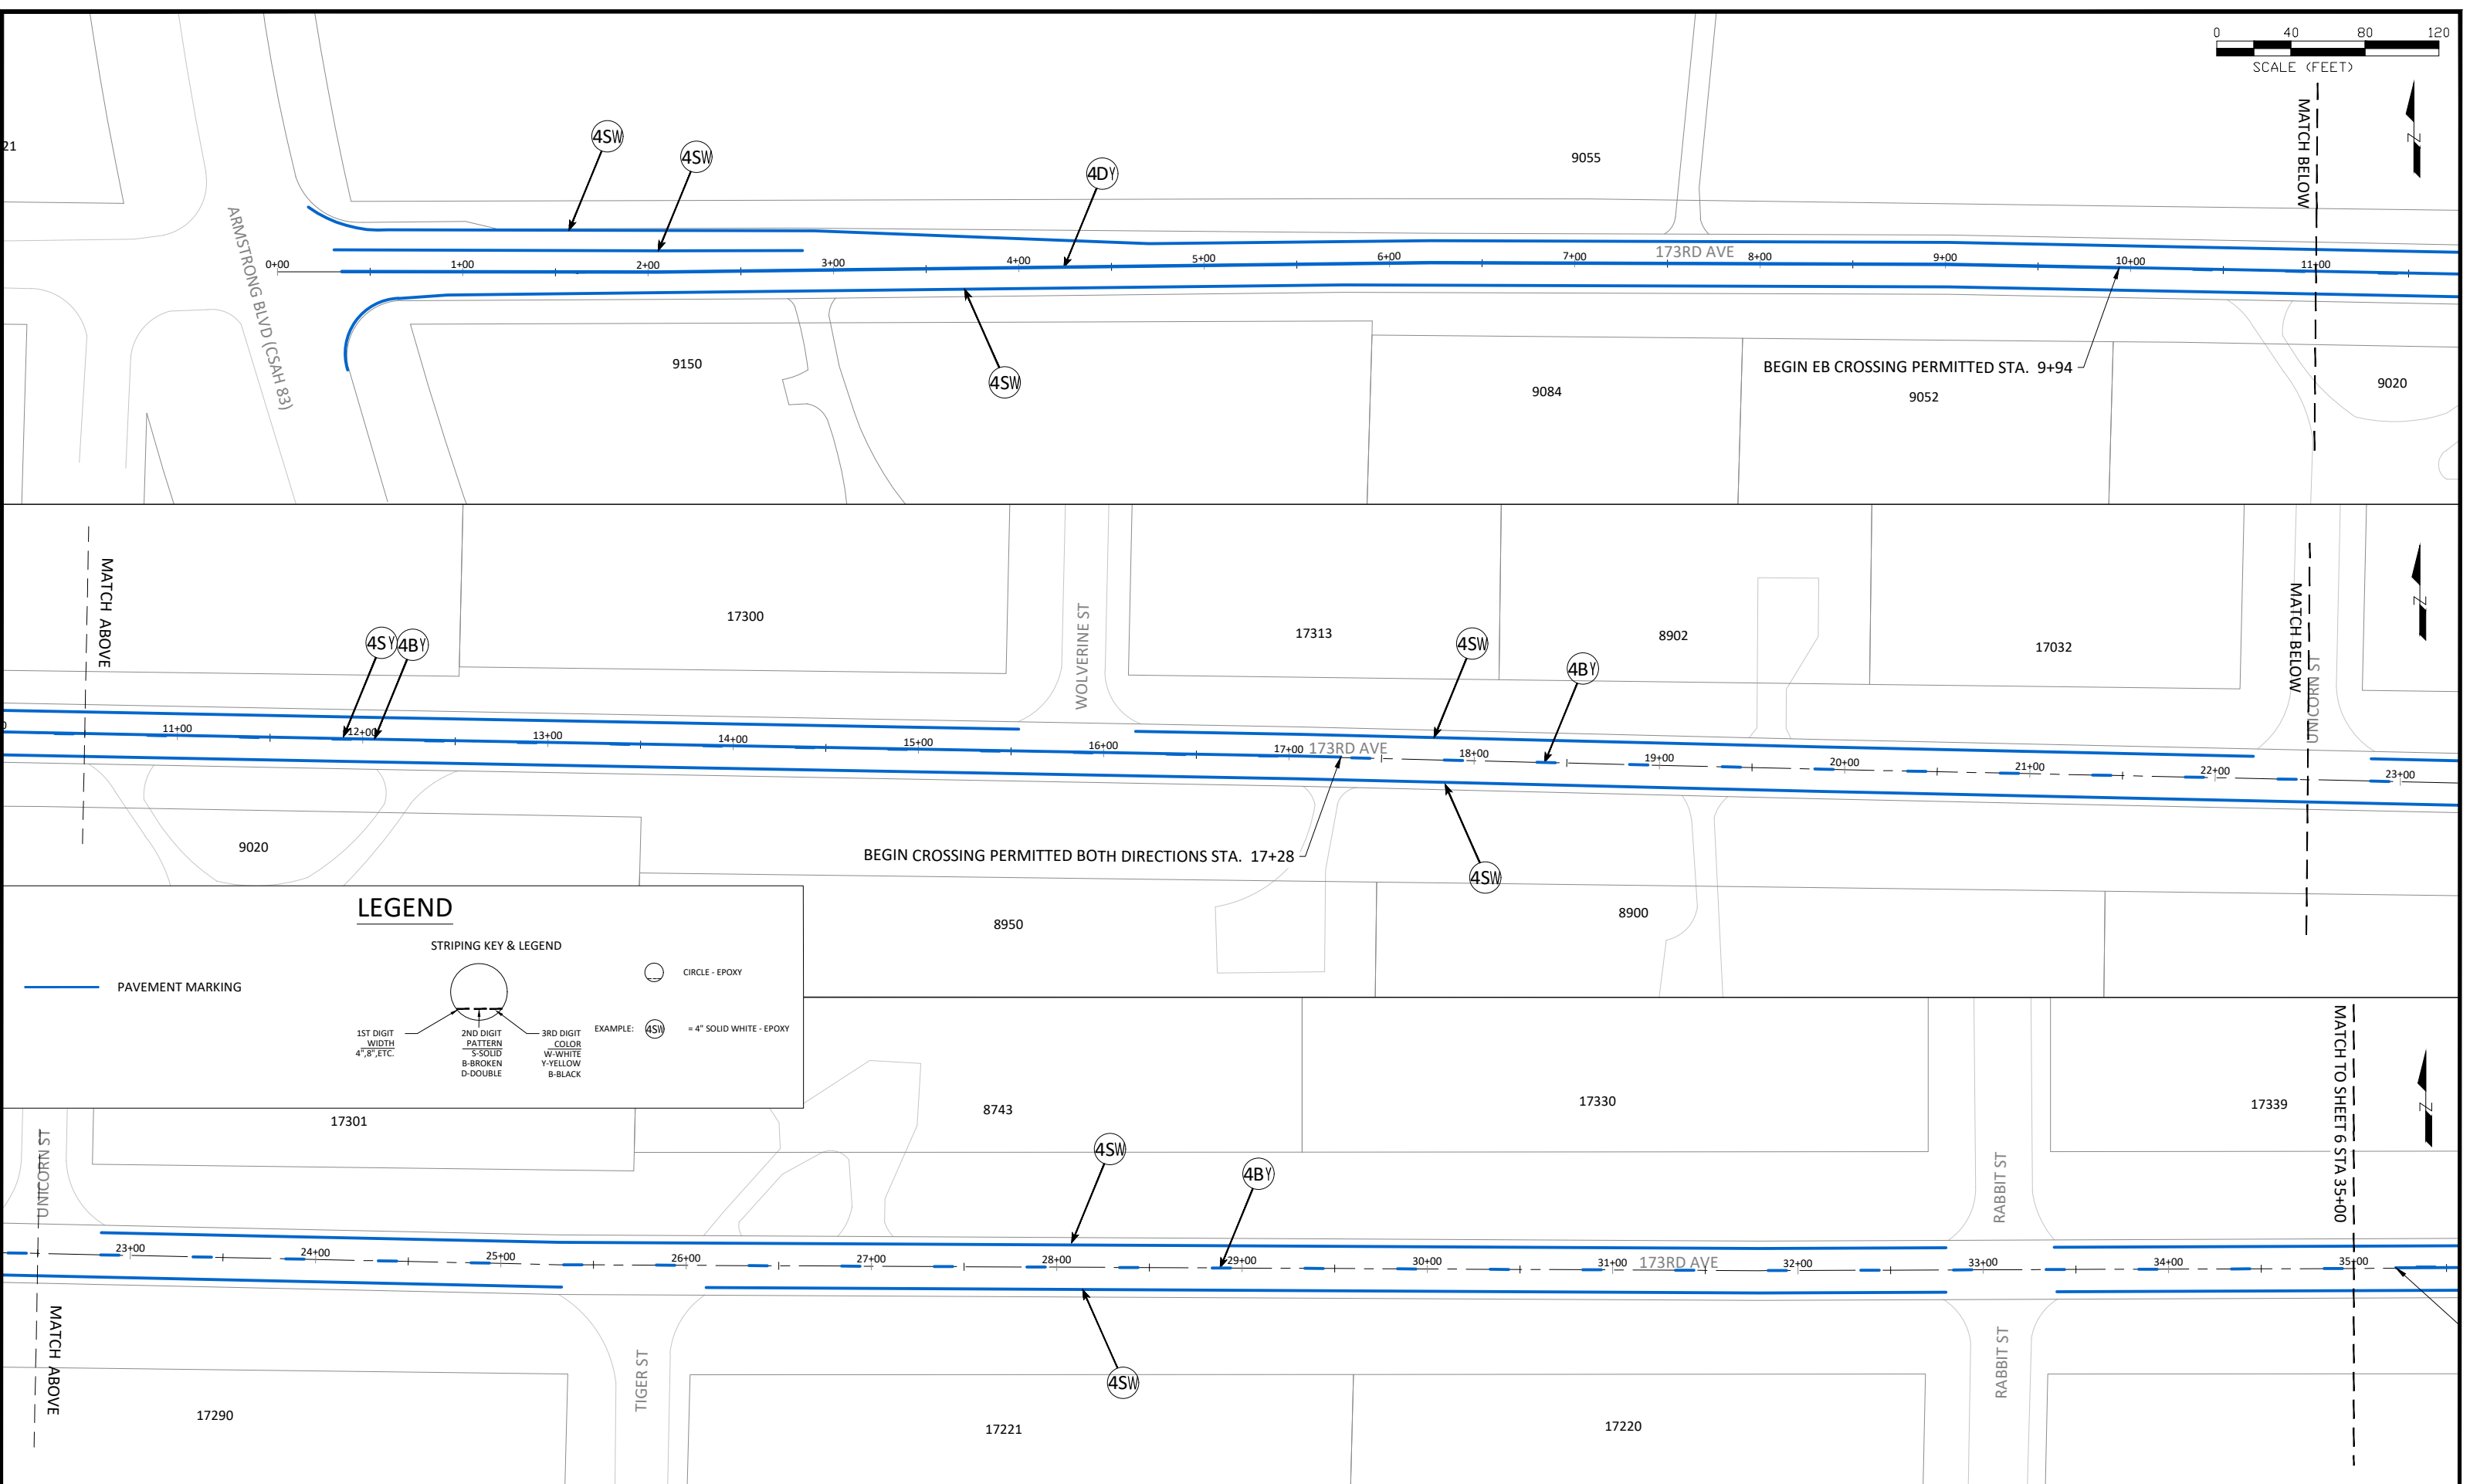 0 40 80 120
SCALE (FEET)
MATCH BELOW
N
21
4SW
4SW
4DY
9055
ARMSTRONG BLVD (CSAH 83)
173RD AVE
0+00 1+00 2+00 3+00 4+00 5+00 6+00 7+00 8+00 9+00 10+00 11+00
9150
4SW
9084
BEGIN EB CROSSING PERMITTED STA. 9+94
9052
9020
MATCH ABOVE
17300
WOLVERINE ST
17313
8902
17032
MATCH BELOW
UNICORN ST
N
4SY
4BY
4SW
4BY
173RD AVE
11+00 12+00 13+00 14+00 15+00 16+00 17+00 18+00 19+00 20+00 21+00 22+00 23+00
9020
BEGIN CROSSING PERMITTED BOTH DIRECTIONS STA. 17+28
4SW
8950
8900
LEGEND
STRIPING KEY & LEGEND
PAVEMENT MARKING
CIRCLE - EPOXY
1ST DIGIT
WIDTH
4",8",ETC.
2ND DIGIT
PATTERN
S-SOLID
B-BROKEN
D-DOUBLE
3RD DIGIT
COLOR
W-WHITE
Y-YELLOW
B-BLACK
EXAMPLE: 4SW = 4" SOLID WHITE - EPOXY
17301
8743
17330
17339
MATCH TO SHEET 6 STA 35+00
N
UNICORN ST
4SW
4BY
RABBIT ST
173RD AVE
23+00 24+00 25+00 26+00 27+00 28+00 29+00 30+00 31+00 32+00 33+00 34+00 35+00
MATCH ABOVE
TIGER ST
4SW
RABBIT ST
17290
17221
17220